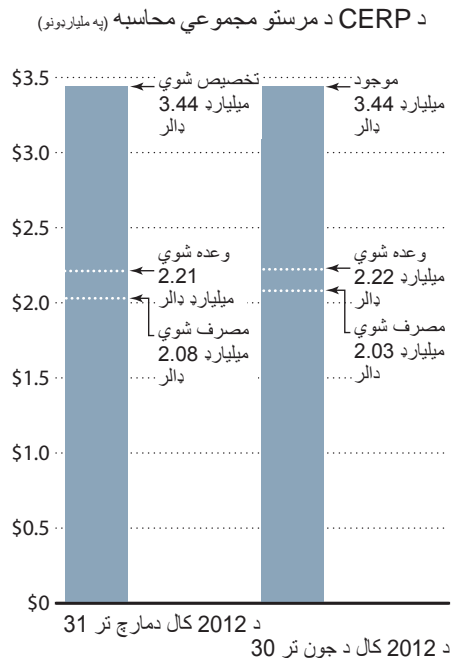 د CERP د مرستو مجموعي محاسبه (په ملياردونو)
$3.5
$3.0
$2.5
$2.0
$1.5
$1.0
$0.5
$0
تخصيص شوي
3.44 ميليارډ
ډالر
وعده شوي
2.21
ميليارډ ډالر
مصرف شوي
2.08 ميليارډ
ډالر
موجود
3.44 ميليارډ
ډالر
وعده شوي
2.22 ميليارډ
ډالر
مصرف شوي
2.03 ميليارډ
دالر
د 2012 کال دمارچ تر 31
د 2012 کال د جون تر 30